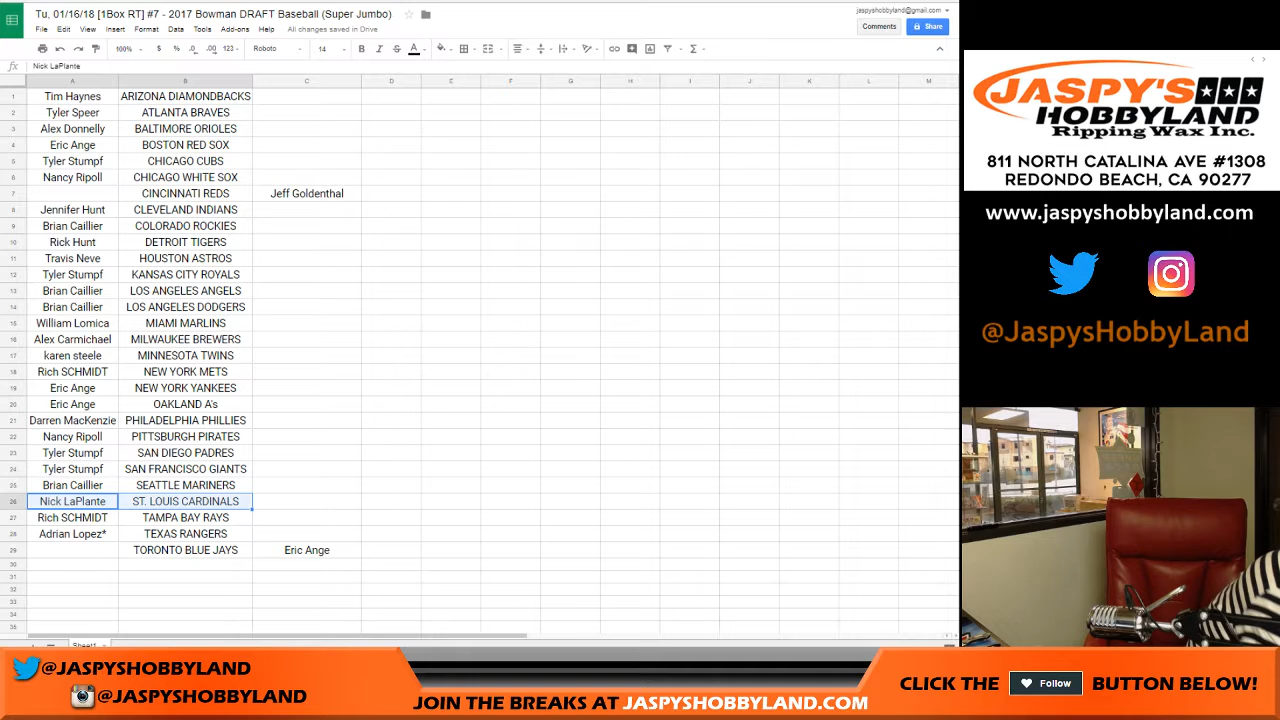 Tu, 01/16/18 [1Box RT] #7 - 2017 Bowman DRAFT Baseball (Super Jumbo)
jaspyshobbyland@gmail.com
File Edit View Insert Format Data Tools Add-ons Help All changes saved in Drive
Comments Share
100% $ % .0 .00 123 Roboto 14 B I S A
fx Nick LaPlante
A B C D E F G H I J K L M
1 Tim Haynes ARIZONA DIAMONDBACKS
2 Tyler Speer ATLANTA BRAVES
3 Alex Donnelly BALTIMORE ORIOLES
4 Eric Ange BOSTON RED SOX
5 Tyler Stumpf CHICAGO CUBS
6 Nancy Ripoll CHICAGO WHITE SOX
7 CINCINNATI REDS Jeff Goldenthal
8 Jennifer Hunt CLEVELAND INDIANS
9 Brian Caillier COLORADO ROCKIES
10 Rick Hunt DETROIT TIGERS
11 Travis Neve HOUSTON ASTROS
12 Tyler Stumpf KANSAS CITY ROYALS
13 Brian Caillier LOS ANGELES ANGELS
14 Brian Caillier LOS ANGELES DODGERS
15 William Lomica MIAMI MARLINS
16 Alex Carmichael MILWAUKEE BREWERS
17 karen steele MINNESOTA TWINS
18 Rich SCHMIDT NEW YORK METS
19 Eric Ange NEW YORK YANKEES
20 Eric Ange OAKLAND A's
21 Darren MacKenzie PHILADELPHIA PHILLIES
22 Nancy Ripoll PITTSBURGH PIRATES
23 Tyler Stumpf SAN DIEGO PADRES
24 Tyler Stumpf SAN FRANCISCO GIANTS
25 Brian Caillier SEATTLE MARINERS
26 Nick LaPlante ST. LOUIS CARDINALS
27 Rich SCHMIDT TAMPA BAY RAYS
28 Adrian Lopez* TEXAS RANGERS
29 TORONTO BLUE JAYS Eric Ange
30
31
32
33
34
35
Sheet1
JASPY'S
HOBBYLAND
Ripping Wax Inc.
811 NORTH CATALINA AVE #1308
REDONDO BEACH, CA 90277
www.jaspyshobbyland.com
@JaspysHobbyLand
@JASPYSHOBBYLAND
@JASPYSHOBBYLAND
JOIN THE BREAKS AT JASPYSHOBBYLAND.COM
CLICK THE Follow BUTTON BELOW!